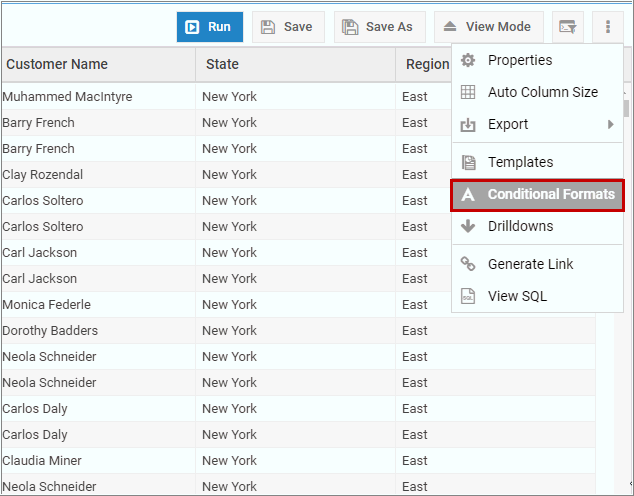 Run Save Save As View Mode
Customer Name State Region
Properties
Auto Column Size
Export
Templates
Conditional Formats
Drilldowns
Generate Link
View SQL
Muhammed MacIntyre New York East
Barry French New York East
Barry French New York East
Clay Rozendal New York East
Carlos Soltero New York East
Carlos Soltero New York East
Carl Jackson New York East
Carl Jackson New York East
Monica Federle New York East
Dorothy Badders New York East
Neola Schneider New York East
Neola Schneider New York East
Carlos Daly New York East
Carlos Daly New York East
Claudia Miner New York East
Neola Schneider New York East